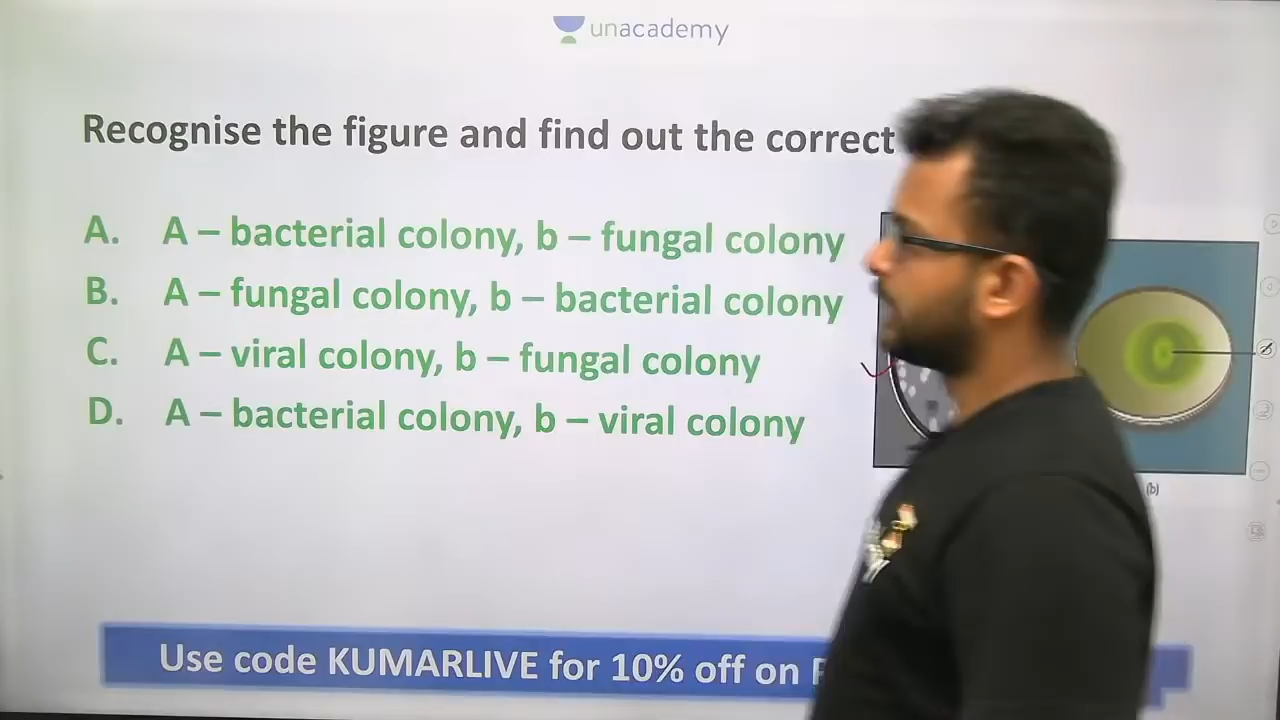 unacademy
Recognise the figure and find out the correct
A. A – bacterial colony, b – fungal colony
B. A – fungal colony, b – bacterial colony
C. A – viral colony, b – fungal colony
D. A – bacterial colony, b – viral colony
(b)
Use code KUMARLIVE for 10% off on